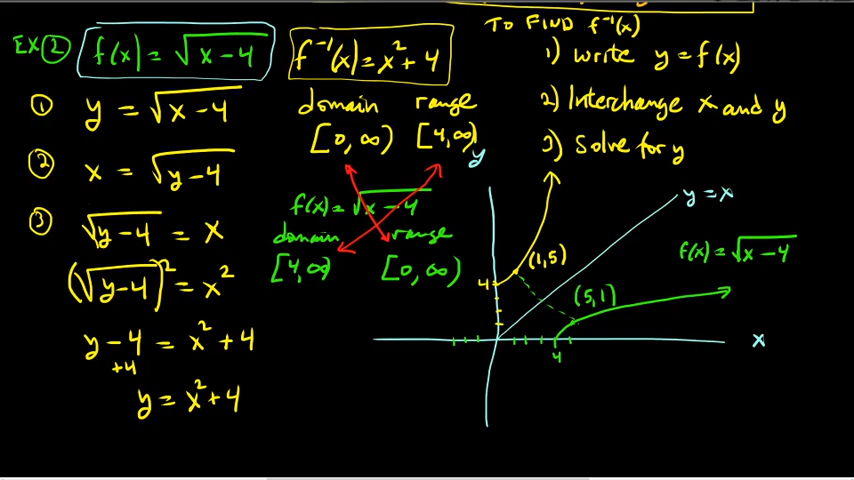 TO FIND f⁻¹(x)
EX ② f(x) = √(x-4) f⁻¹(x) = x² + 4
1) Write y = f(x)
① y = √(x-4)
domain range
[0, ∞) [4, ∞)
2) Interchange x and y
② x = √(y-4)
3) Solve for y
f(x) = √(x-4)
domain range
[4, ∞) [0, ∞)
③ √(y-4) = x
(√(y-4))² = x²
y - 4 = x² + 4
+4
y = x² + 4
y
y = x
(1,5)
f(x) = √(x-4)
4
(5,1)
x
4